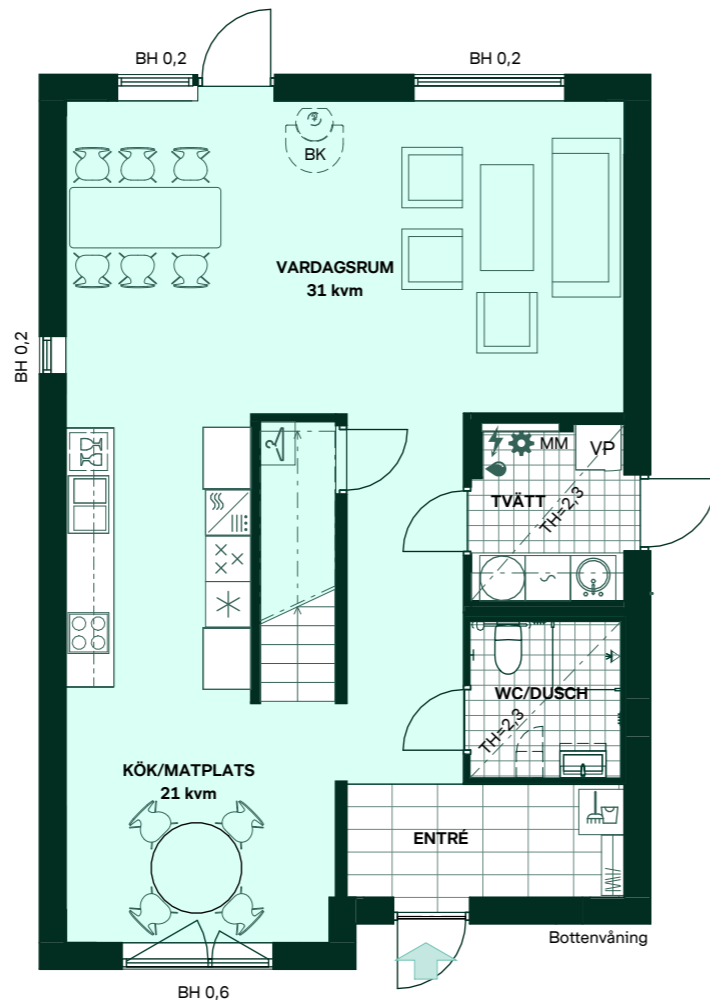 BH 0,2
BH 0,2
BK
VARDAGSRUM
31 kvm
BH 0,2
MM
VP
TVÄTT
TH=2,3
WC/DUSCH
TH=2,3
KÖK/MATPLATS
21 kvm
ENTRÉ
Bottenvåning
BH 0,6